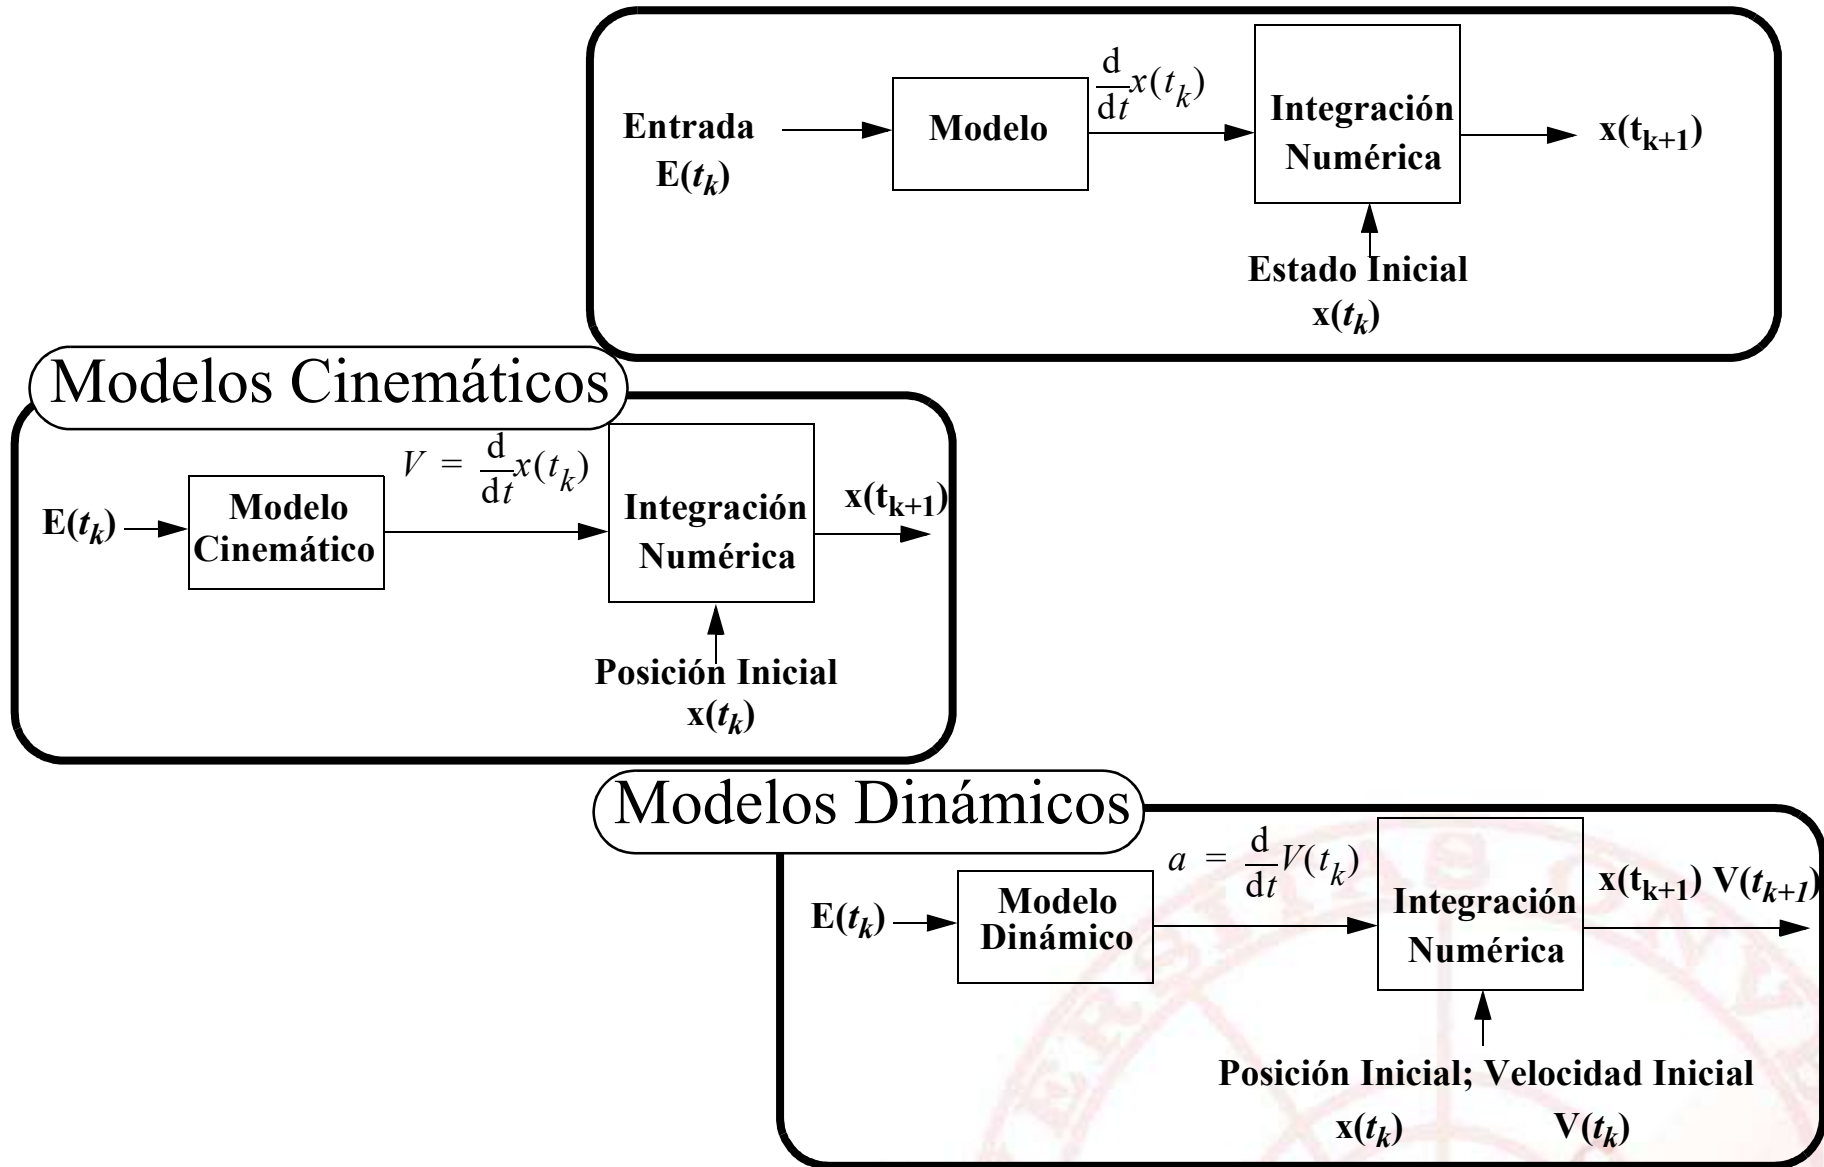 Entrada
E(t_k)
Modelo
d/dt x(t_k)
Integración
Numérica
x(t_{k+1})
Estado Inicial
x(t_k)
Modelos Cinemáticos
E(t_k)
Modelo
Cinemático
V = d/dt x(t_k)
Integración
Numérica
x(t_{k+1})
Posición Inicial
x(t_k)
Modelos Dinámicos
E(t_k)
Modelo
Dinámico
a = d/dt V(t_k)
Integración
Numérica
x(t_{k+1}) V(t_{k+1})
Posición Inicial; Velocidad Inicial
x(t_k) V(t_k)